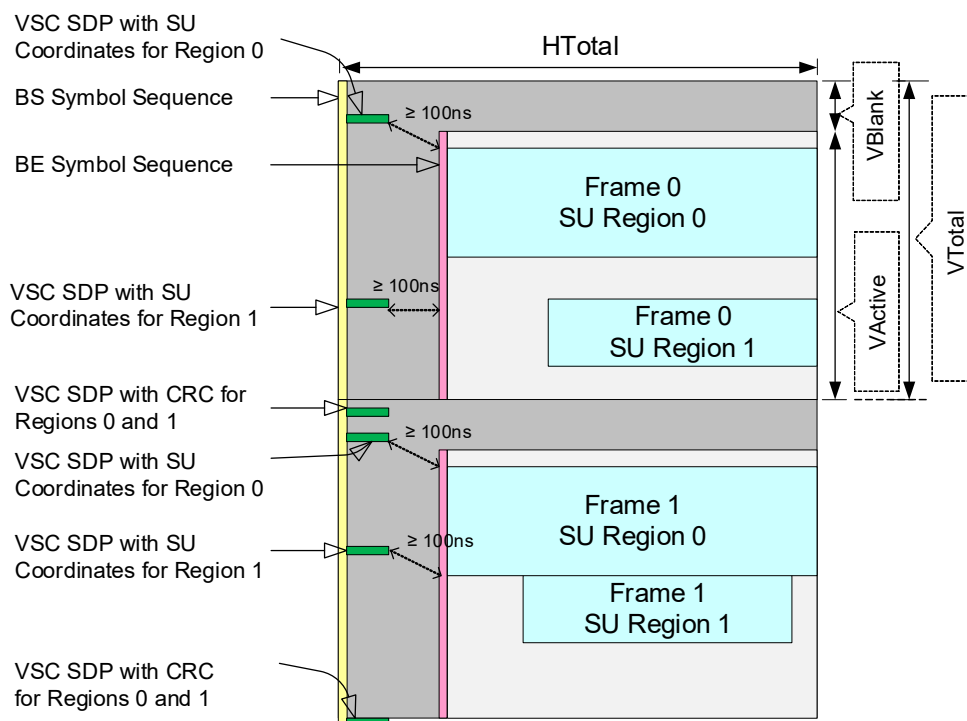 VSC SDP with SU
Coordinates for Region 0
HTotal
BS Symbol Sequence
≥ 100ns
VBlank
BE Symbol Sequence
Frame 0
SU Region 0
VTotal
VSC SDP with SU
Coordinates for Region 1
≥ 100ns
Frame 0
SU Region 1
VActive
VSC SDP with CRC for
Regions 0 and 1
≥ 100ns
VSC SDP with SU
Coordinates for Region 0
Frame 1
SU Region 0
VSC SDP with SU
Coordinates for Region 1
≥ 100ns
Frame 1
SU Region 1
VSC SDP with CRC
for Regions 0 and 1